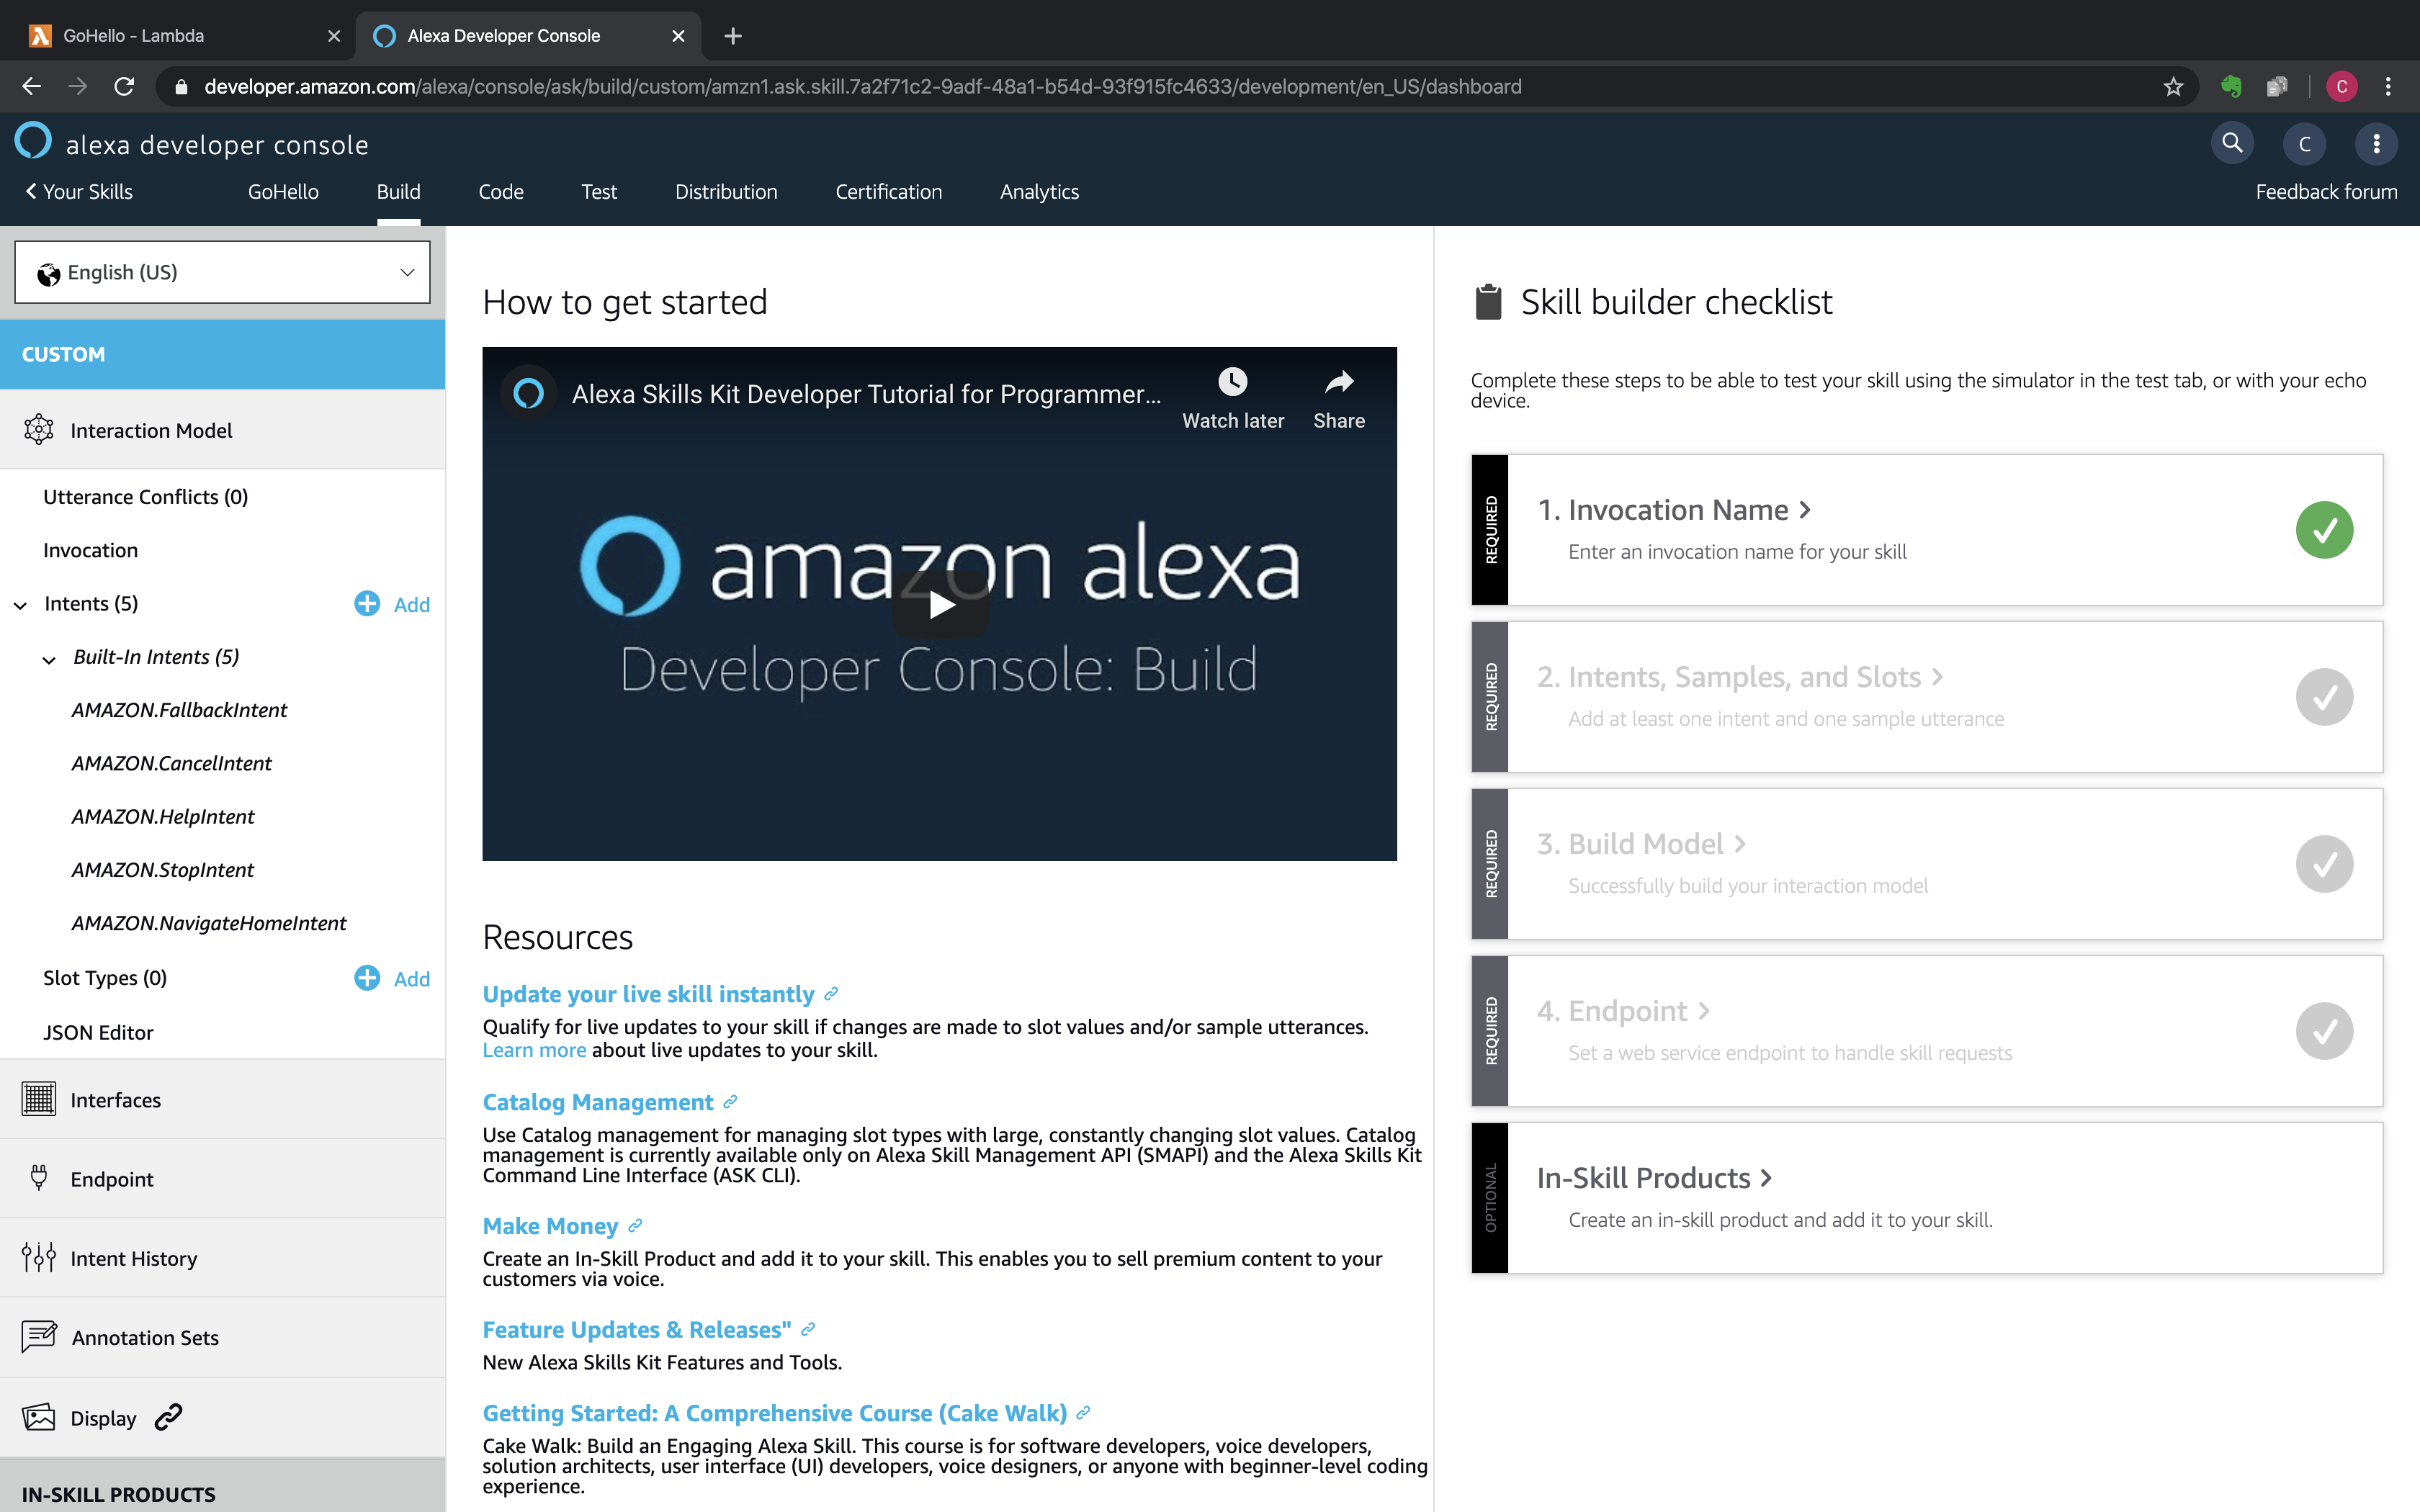 GoHello - Lambda
Alexa Developer Console
developer.amazon.com/alexa/console/ask/build/custom/amzn1.ask.skill.7a2f71c2-9adf-48a1-b54d-93f915fc4633/development/en_US/dashboard
C
alexa developer console
C
Your Skills
GoHello
Build
Code
Test
Distribution
Certification
Analytics
Feedback forum
English (US)
CUSTOM
Interaction Model
Utterance Conflicts (0)
Invocation
Intents (5)
Add
Built-In Intents (5)
AMAZON.FallbackIntent
AMAZON.CancelIntent
AMAZON.HelpIntent
AMAZON.StopIntent
AMAZON.NavigateHomeIntent
Slot Types (0)
Add
JSON Editor
Interfaces
Endpoint
Intent History
Annotation Sets
Display
IN-SKILL PRODUCTS
How to get started
Alexa Skills Kit Developer Tutorial for Programmer...
Watch later
Share
amazon alexa
Developer Console: Build
Resources
Update your live skill instantly
Qualify for live updates to your skill if changes are made to slot values and/or sample utterances.
Learn more about live updates to your skill.
Catalog Management
Use Catalog management for managing slot types with large, constantly changing slot values. Catalog
management is currently available only on Alexa Skill Management API (SMAPI) and the Alexa Skills Kit
Command Line Interface (ASK CLI).
Make Money
Create an In-Skill Product and add it to your skill. This enables you to sell premium content to your
customers via voice.
Feature Updates & Releases"
New Alexa Skills Kit Features and Tools.
Getting Started: A Comprehensive Course (Cake Walk)
Cake Walk: Build an Engaging Alexa Skill. This course is for software developers, voice developers,
solution architects, user interface (UI) developers, voice designers, or anyone with beginner-level coding
experience.
Skill builder checklist
Complete these steps to be able to test your skill using the simulator in the test tab, or with your echo
device.
REQUIRED
1. Invocation Name
Enter an invocation name for your skill
REQUIRED
2. Intents, Samples, and Slots
Add at least one intent and one sample utterance
REQUIRED
3. Build Model
Successfully build your interaction model
REQUIRED
4. Endpoint
Set a web service endpoint to handle skill requests
OPTIONAL
In-Skill Products
Create an in-skill product and add it to your skill.